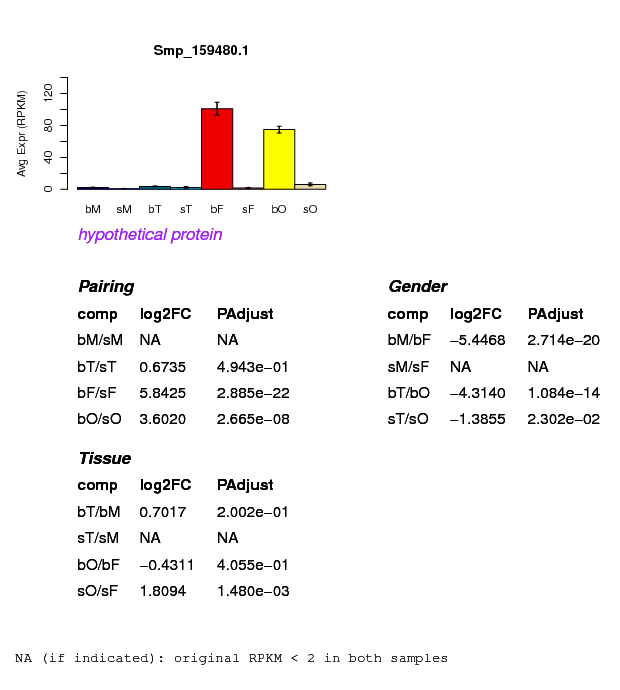 Smp_159480.1
Avg Expr (RPKM)
0 40 80 120
bM sM bT sT bF sF bO sO
hypothetical protein
Pairing
comp log2FC PAdjust
bM/sM NA NA
bT/sT 0.6735 4.943e−01
bF/sF 5.8425 2.885e−22
bO/sO 3.6020 2.665e−08
Gender
comp log2FC PAdjust
bM/bF −5.4468 2.714e−20
sM/sF NA NA
bT/bO −4.3140 1.084e−14
sT/sO −1.3855 2.302e−02
Tissue
comp log2FC PAdjust
bT/bM 0.7017 2.002e−01
sT/sM NA NA
bO/bF −0.4311 4.055e−01
sO/sF 1.8094 1.480e−03
NA (if indicated): original RPKM < 2 in both samples